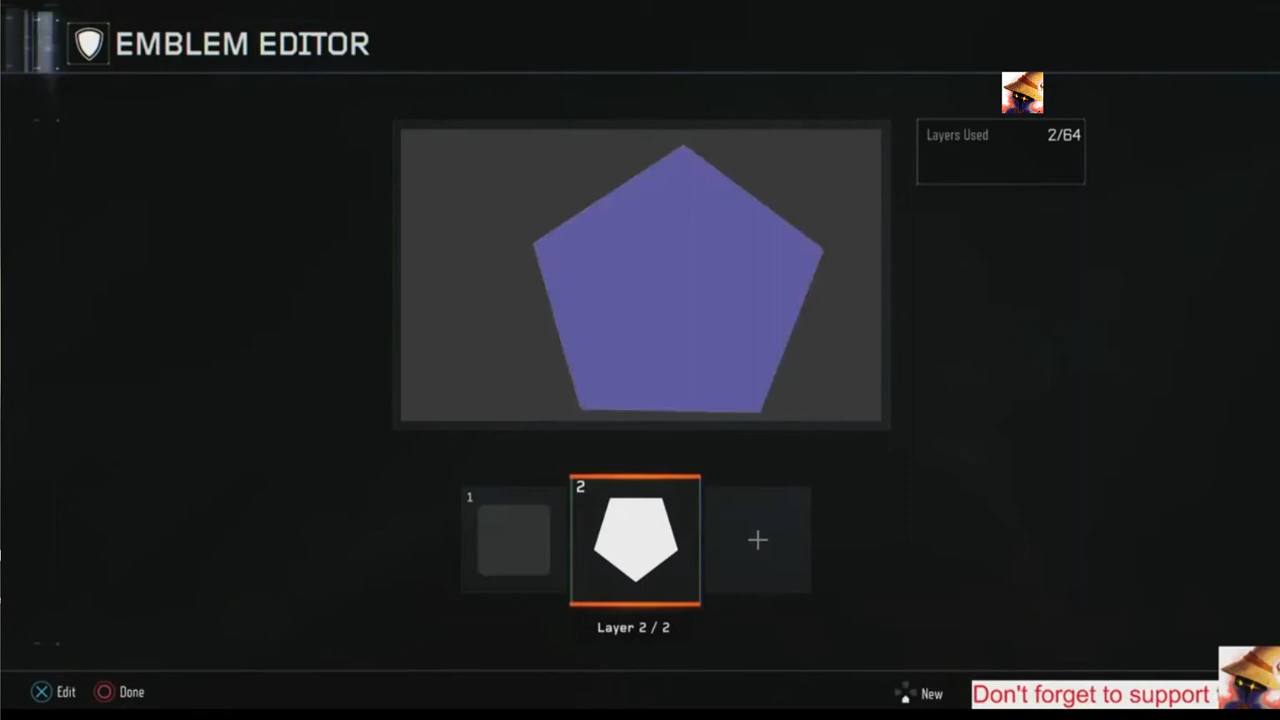 EMBLEM EDITOR
Layers Used 2/64
1
2
Layer 2 / 2
Edit
Done
New
Don't forget to support